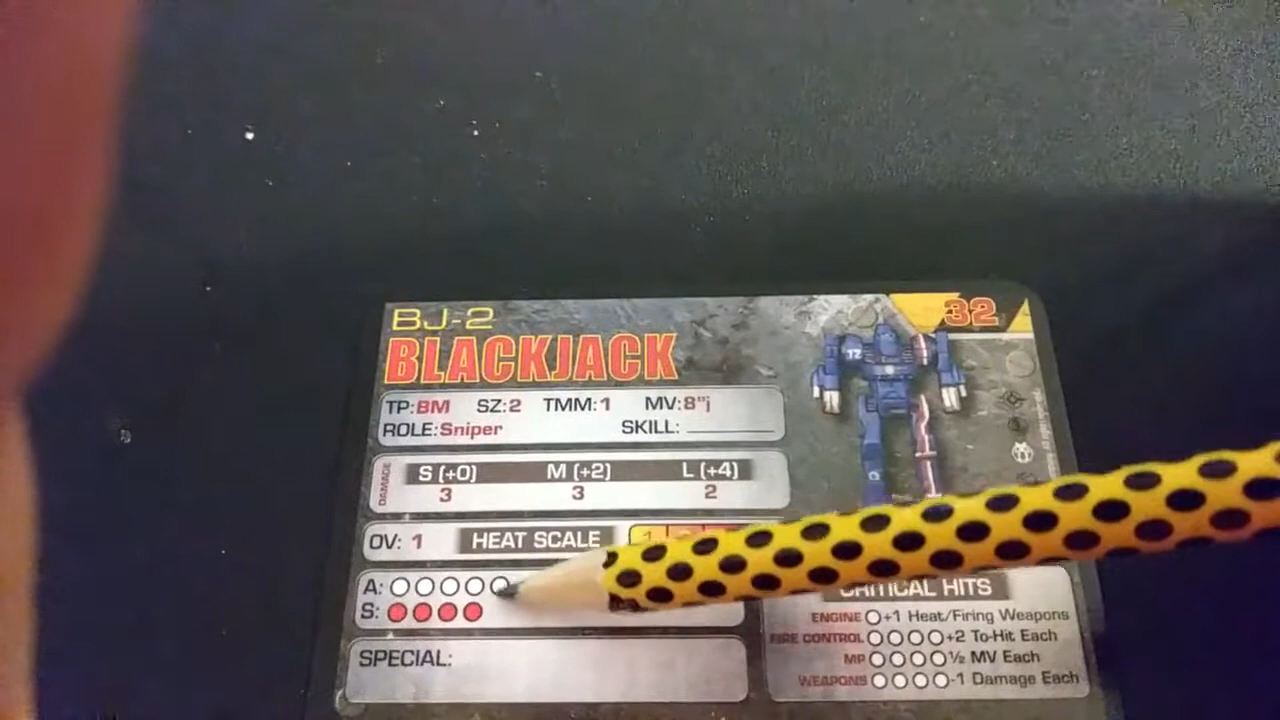 BJ-2
32
BLACKJACK
TP:BM SZ:2 TMM:1 MV:8"j
ROLE:Sniper SKILL:
DAMAGE
S (+0) M (+2) L (+4)
3 3 2
OV: 1 HEAT SCALE 1
A:
S:
SPECIAL:
CRITICAL HITS
ENGINE +1 Heat/Firing Weapons
FIRE CONTROL +2 To-Hit Each
MP ½ MV Each
WEAPONS -1 Damage Each